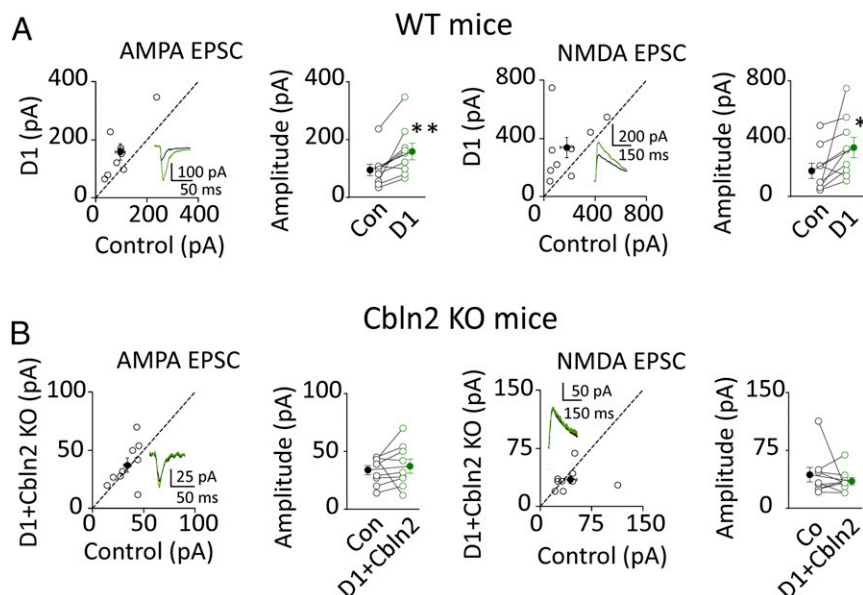 A
WT mice
AMPA EPSC
NMDA EPSC
D1 (pA)
400
200
0
0 200 400
Control (pA)
100 pA
50 ms
Amplitude (pA)
400
200
0
**
Con
D1
D1 (pA)
800
400
0
0 400 800
Control (pA)
200 pA
150 ms
Amplitude (pA)
800
400
0
*
Con
D1
B
Cbln2 KO mice
AMPA EPSC
NMDA EPSC
D1+Cbln2 KO (pA)
100
50
0
0 50 100
Control (pA)
25 pA
50 ms
Amplitude (pA)
100
50
0
Con
D1+Cbln2
D1+Cbln2 KO (pA)
150
75
0
0 75 150
Control (pA)
50 pA
150 ms
Amplitude (pA)
150
75
0
Co
D1+Cbln2